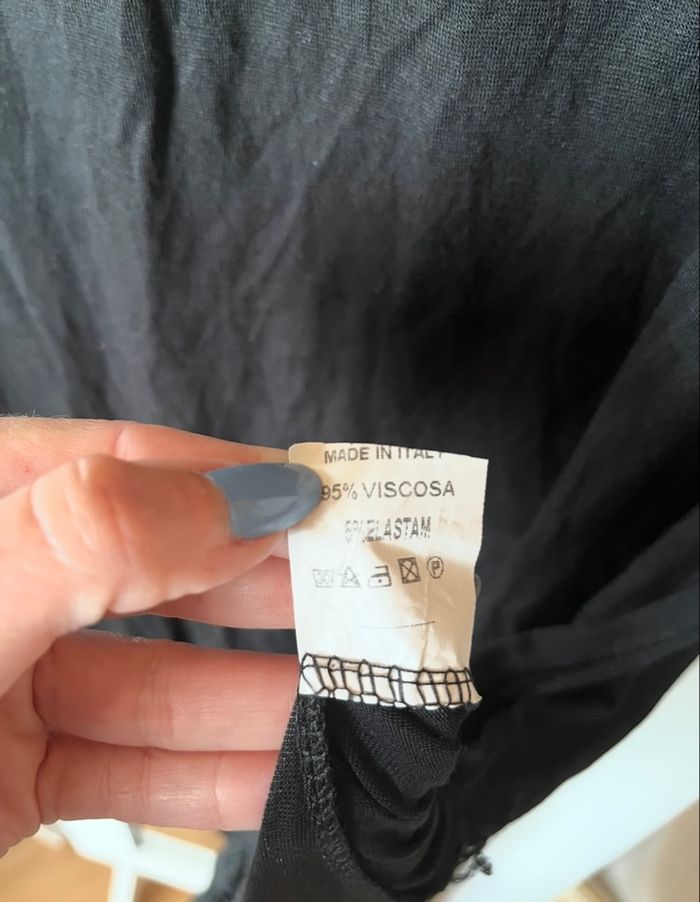 MADE IN ITALY
95% VISCOSA
5% ELASTAM
P